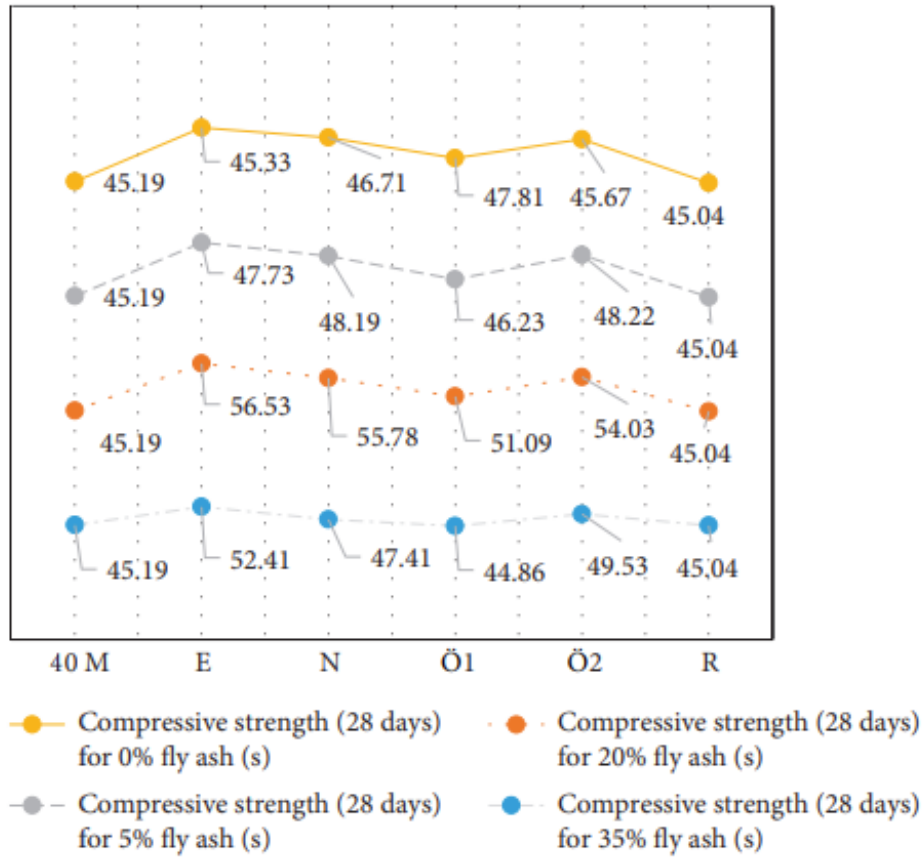 45.19 45.33 46.71 47.81 45.67 45.04
45.19 47.73 48.19 46.23 48.22 45.04
45.19 56.53 55.78 51.09 54.03 45.04
45.19 52.41 47.41 44.86 49.53 45.04
40 M E N Ö1 Ö2 R
Compressive strength (28 days)
for 0% fly ash (s)
Compressive strength (28 days)
for 5% fly ash (s)
Compressive strength (28 days)
for 20% fly ash (s)
Compressive strength (28 days)
for 35% fly ash (s)